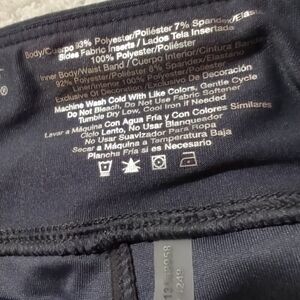 Body/Cuerpo 93% Polyester/Poliéster 7% Spandex/Elasta
Sides Fabric Inserts / Lados Tela Insertada
100% Polyester/Poliéster
Inner Body/Waist Band / Cuerpo Interior/Cintura
92% Polyester/Poliéster 8% Spandex/Elastano
100% Polyester/Poliéster
Exclusive Of Decoration/Exclusivo De Decoración
Machine Wash Cold With Like Colors, Gentle Cycle
Do Not Bleach, Do Not Use Fabric Softener
Tumble Dry Low, Cool Iron if Needed
Lavar a Máquina Con Agua Fría y Con Colores Similares
Ciclo Lento, No Usar Blanqueador
No Usar Suavizador Para Ropa
Secar a Máquina a Temperatura Baja
Plancha Fría si es Necesario